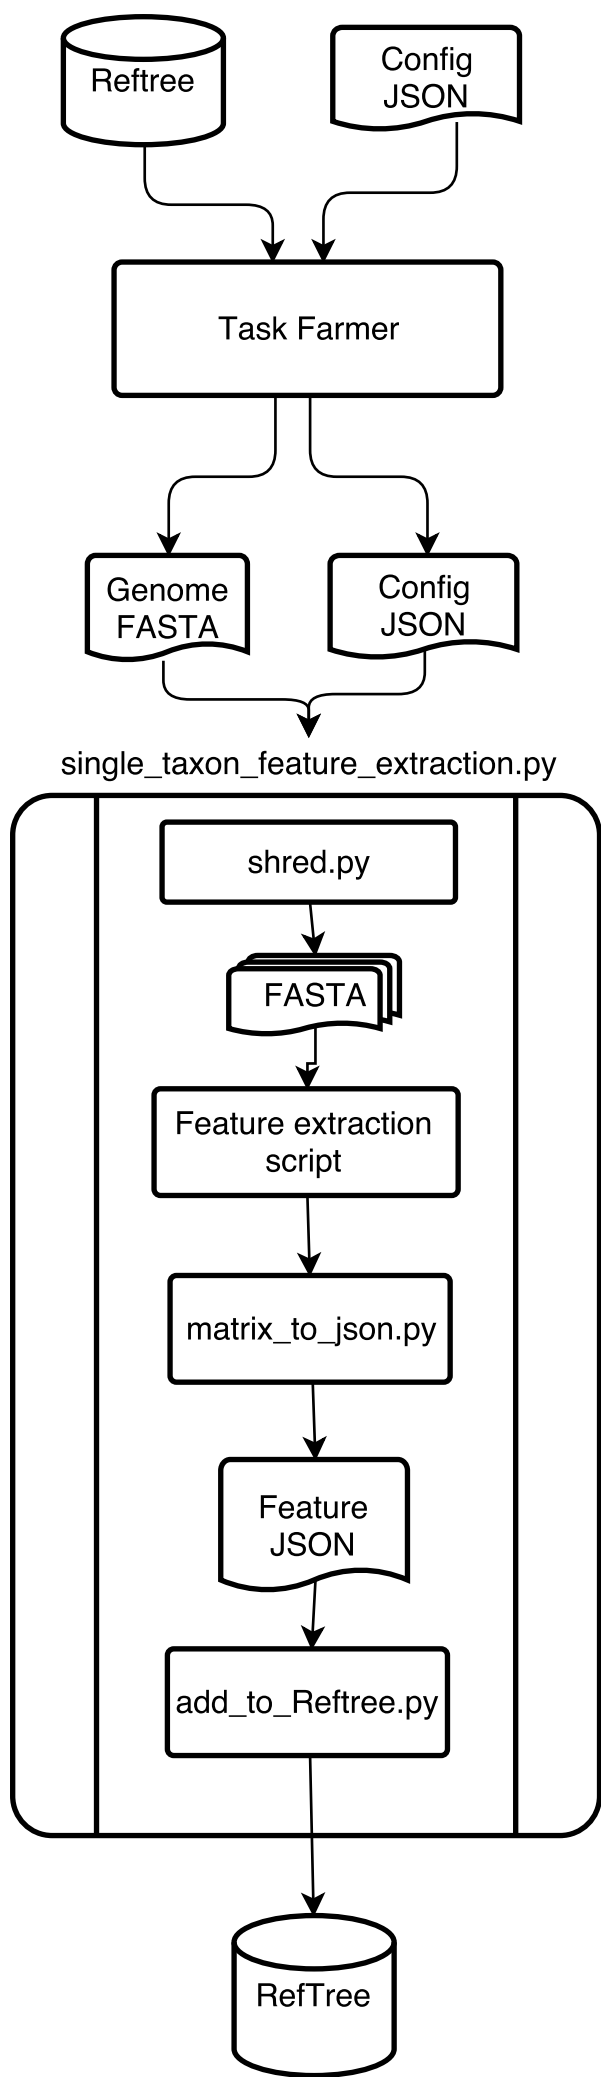 Reftree
Config
JSON
Task Farmer
Genome
FASTA
Config
JSON
single_taxon_feature_extraction.py
shred.py
FASTA
Feature extraction
script
matrix_to_json.py
Feature
JSON
add_to_Reftree.py
RefTree